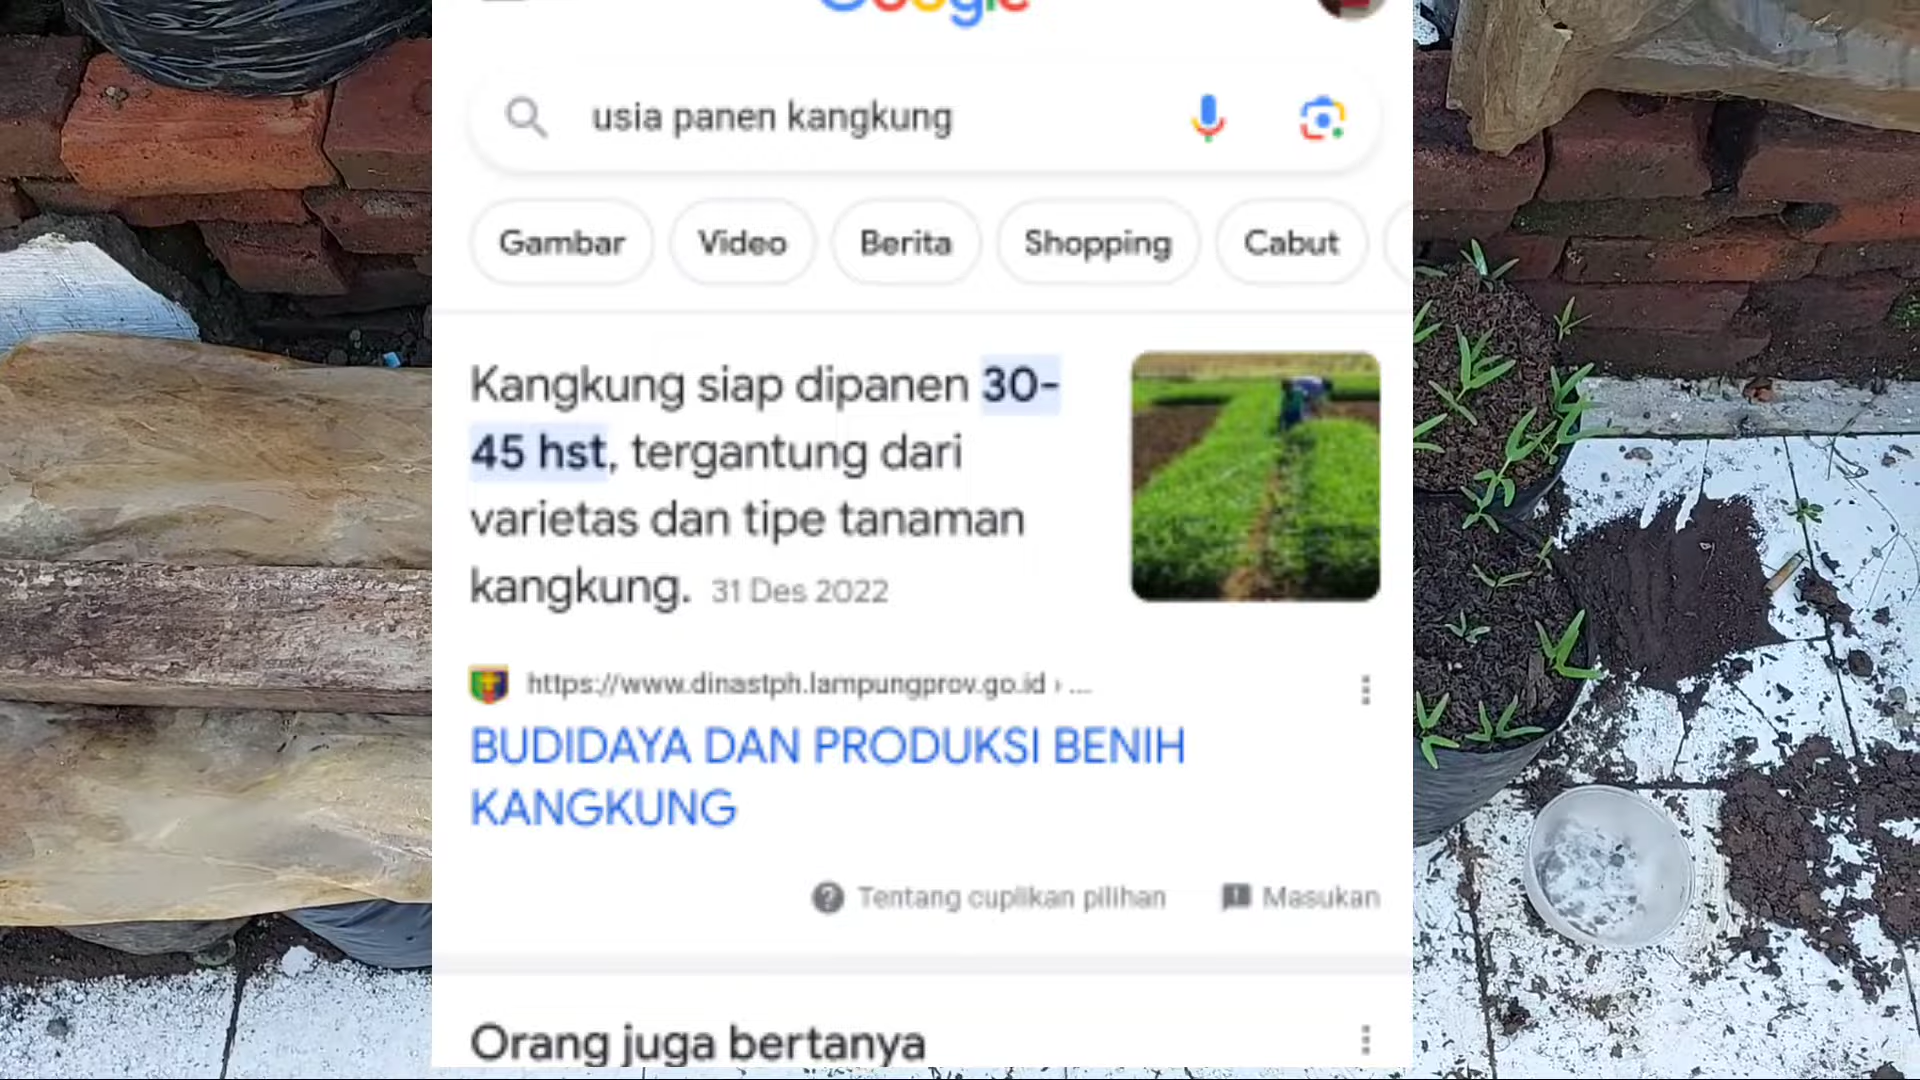 Google
usia panen kangkung
Gambar Video Berita Shopping Cabut
Kangkung siap dipanen 30-
45 hst, tergantung dari
varietas dan tipe tanaman
kangkung. 31 Des 2022
https://www.dinastph.lampungprov.go.id › ...
BUDIDAYA DAN PRODUKSI BENIH
KANGKUNG
Tentang cuplikan pilihan Masukan
Orang juga bertanya